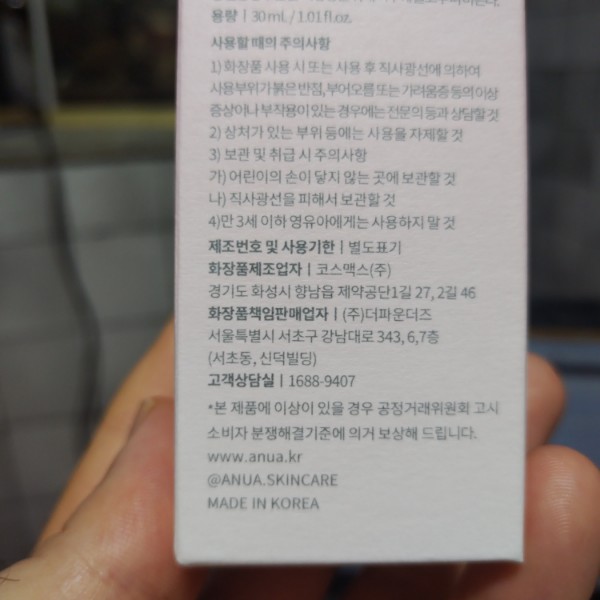 용량 | 30 mL / 1.01 fl.oz.
사용할 때의 주의사항
1) 화장품 사용 시 또는 사용 후 직사광선에 의하여
사용부위가 붉은 반점, 부어오름 또는 가려움증 등의 이상
증상이나 부작용이 있는 경우에는 전문의 등과 상담할 것
2) 상처가 있는 부위 등에는 사용을 자제할 것
3) 보관 및 취급 시 주의사항
가) 어린이의 손이 닿지 않는 곳에 보관할 것
나) 직사광선을 피해서 보관할 것
4)만 3세 이하 영유아에게는 사용하지 말 것
제조번호 및 사용기한 | 별도표기
화장품제조업자 | 코스맥스(주)
경기도 화성시 향남읍 제약공단1길 27, 2길 46
화장품책임판매업자 | (주)더파운더즈
서울특별시 서초구 강남대로 343, 6,7층
(서초동, 신덕빌딩)
고객상담실 | 1688-9407
*본 제품에 이상이 있을 경우 공정거래위원회 고시
소비자 분쟁해결기준에 의거 보상해 드립니다.
www.anua.kr
@ANUA.SKINCARE
MADE IN KOREA